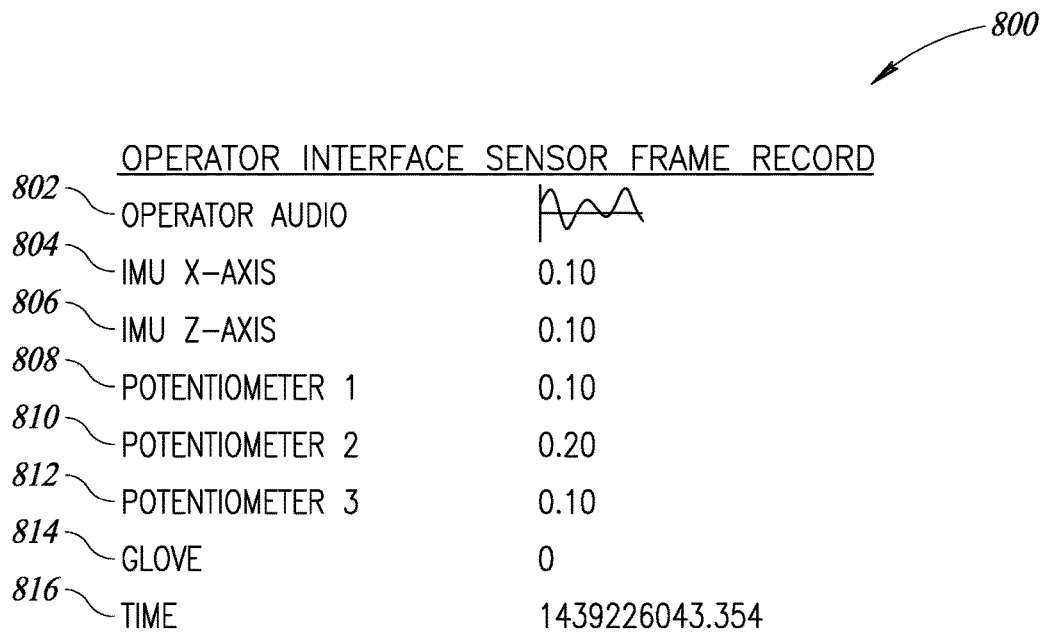 800
OPERATOR INTERFACE SENSOR FRAME RECORD
802 OPERATOR AUDIO
804 IMU X-AXIS 0.10
806 IMU Z-AXIS 0.10
808 POTENTIOMETER 1 0.10
810 POTENTIOMETER 2 0.20
812 POTENTIOMETER 3 0.10
814 GLOVE 0
816 TIME 1439226043.354